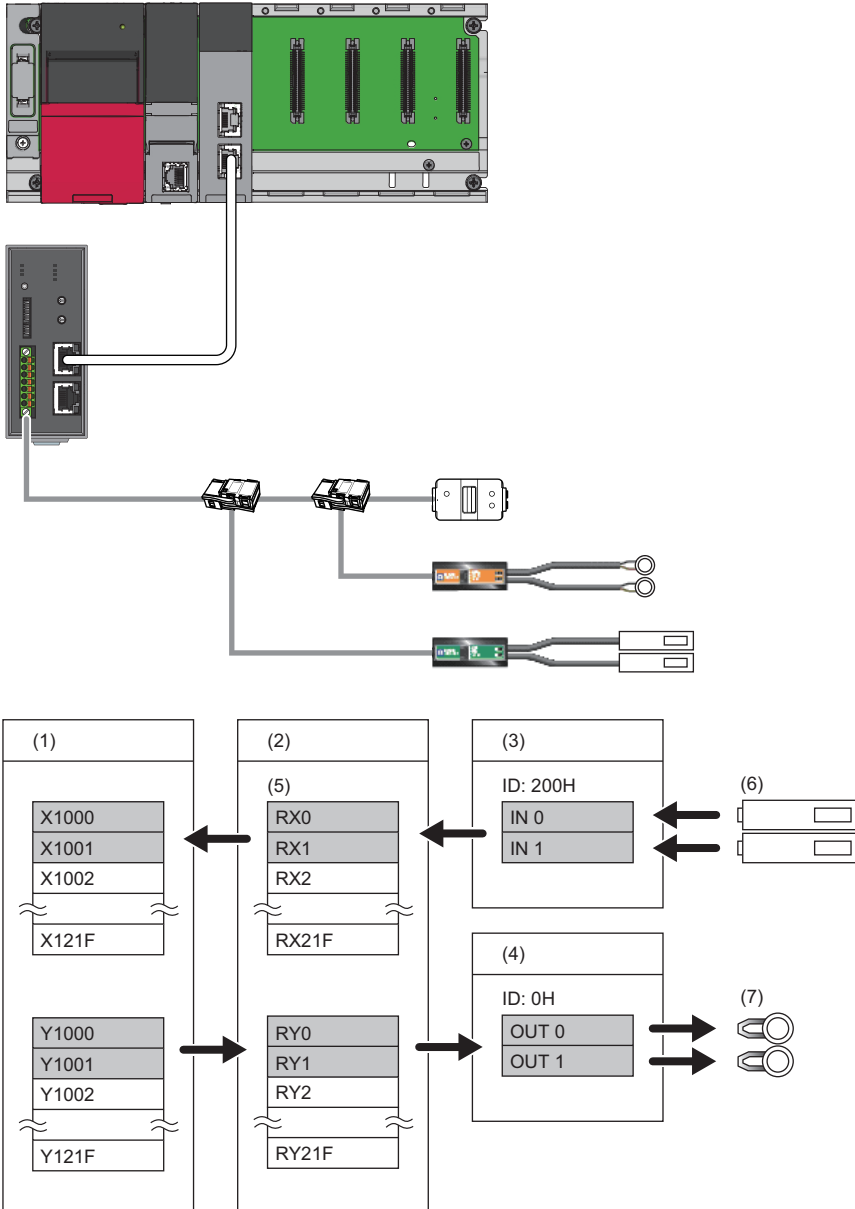 (1)
X1000
X1001
X1002
X121F
Y1000
Y1001
Y1002
Y121F
(2)
(5)
RX0
RX1
RX2
RX21F
RY0
RY1
RY2
RY21F
(3)
ID: 200H
IN 0
IN 1
(6)
(4)
ID: 0H
OUT 0
OUT 1
(7)